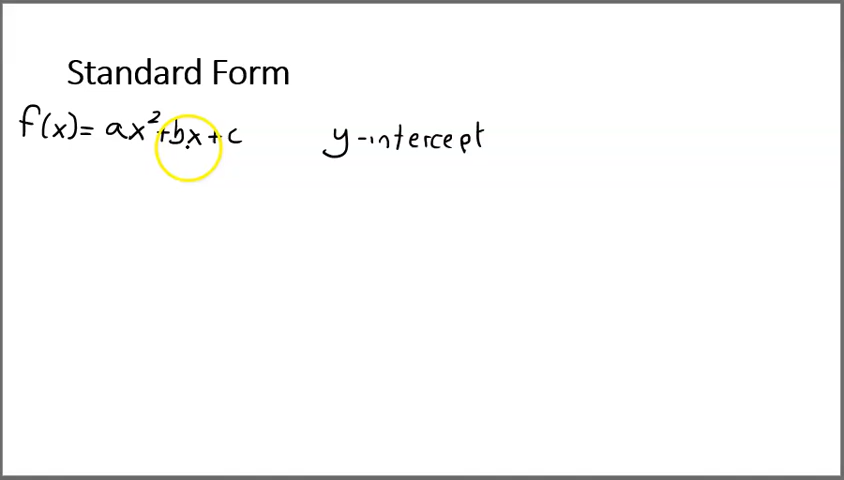 Standard Form
f(x)= ax²+bx+c y-intercept